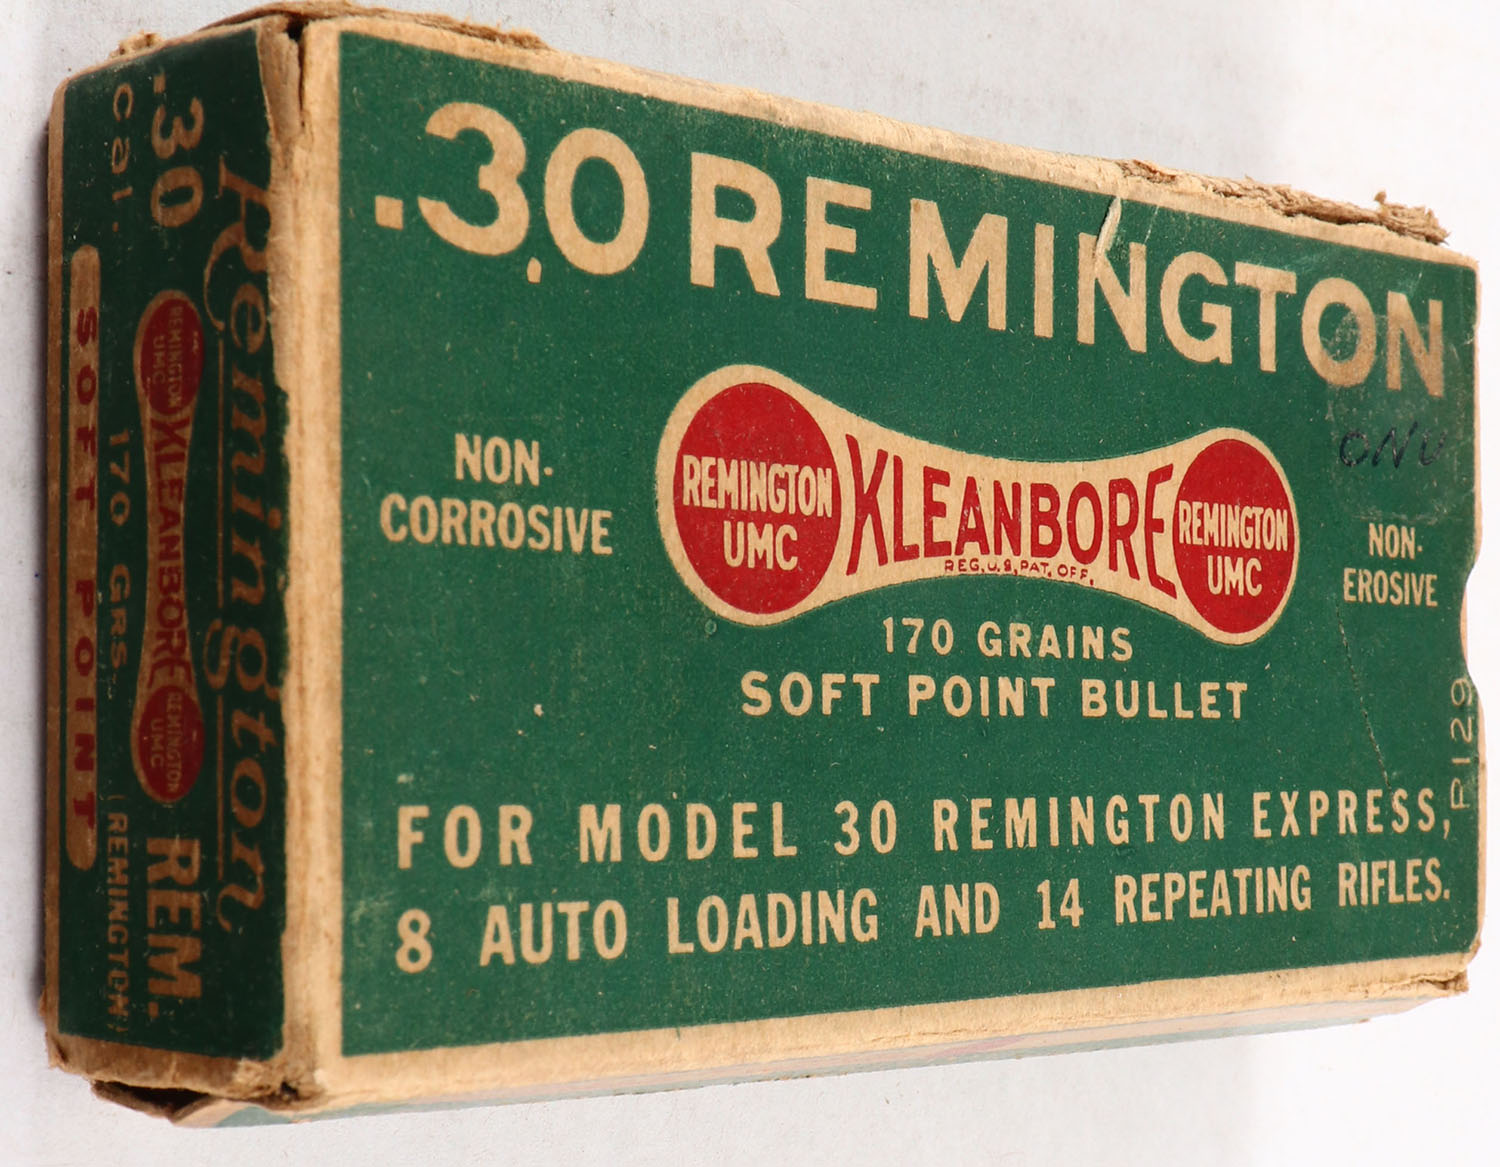 .30 REMINGTON
NON-
CORROSIVE
REMINGTON
UMC
KLEANBORE
REG. U. S. PAT. OFF.
REMINGTON
UMC
NON-
EROSIVE
170 GRAINS
SOFT POINT BULLET
FOR MODEL 30 REMINGTON EXPRESS,
8 AUTO LOADING AND 14 REPEATING RIFLES.
R129
Remington
.30
REMINGTON
UMC
KLEANBORE
REMINGTON
UMC
REM.
cal.
170 Grs.
(REMINGTON)
SOFT POINT